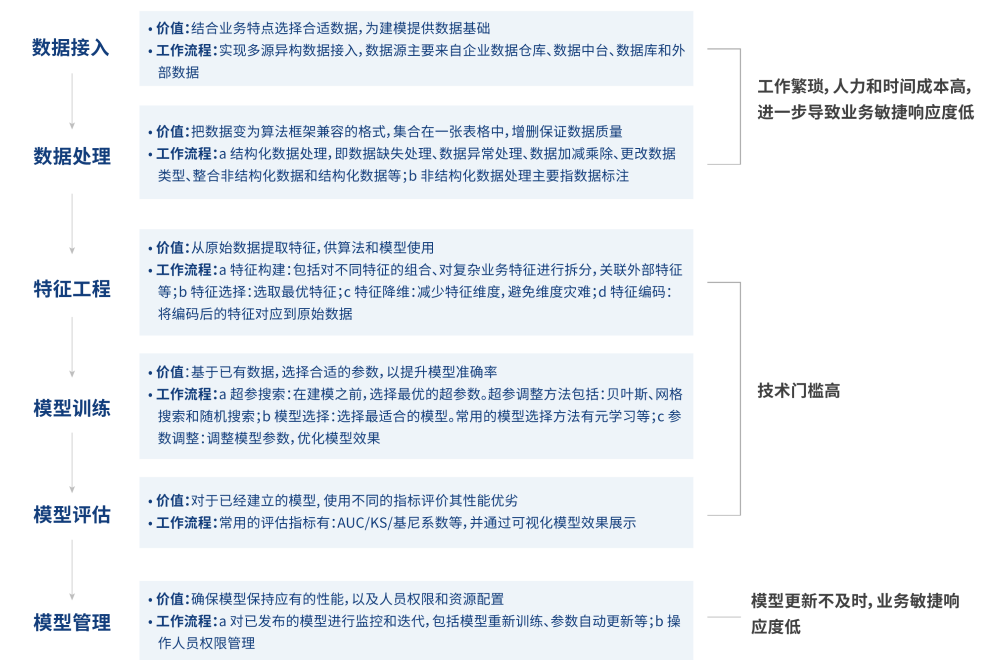 数据接入
• 价值：结合业务特点选择合适数据，为建模提供数据基础
• 工作流程：实现多源异构数据接入，数据源主要来自企业数据仓库、数据中台、数据库和外
部数据
工作繁琐，人力和时间成本高，
进一步导致业务敏捷响应度低
数据处理
• 价值：把数据变为算法框架兼容的格式，集合在一张表格中，增删保证数据质量
• 工作流程：a 结构化数据处理，即数据缺失处理、数据异常处理、数据加减乘除、更改数据
类型、整合非结构化数据和结构化数据等；b 非结构化数据处理主要指数据标注
特征工程
• 价值：从原始数据提取特征，供算法和模型使用
• 工作流程：a 特征构建：包括对不同特征的组合、对复杂业务特征进行拆分，关联外部特征
等；b 特征选择：选取最优特征；c 特征降维：减少特征维度，避免维度灾难；d 特征编码：
将编码后的特征对应到原始数据
模型训练
• 价值：基于已有数据，选择合适的参数，以提升模型准确率
• 工作流程：a 超参搜索：在建模之前，选择最优的超参数。超参调整方法包括：贝叶斯、网格
搜索和随机搜索；b 模型选择：选择最适合的模型。常用的模型选择方法有元学习等；c 参
数调整：调整模型参数，优化模型效果
技术门槛高
模型评估
• 价值：对于已经建立的模型，使用不同的指标评价其性能优劣
• 工作流程：常用的评估指标有：AUC/KS/基尼系数等，并通过可视化模型效果展示
模型管理
• 价值：确保模型保持应有的性能，以及人员权限和资源配置
• 工作流程：a 对已发布的模型进行监控和迭代，包括模型重新训练、参数自动更新等；b 操
作人员权限管理
模型更新不及时，业务敏捷响
应度低